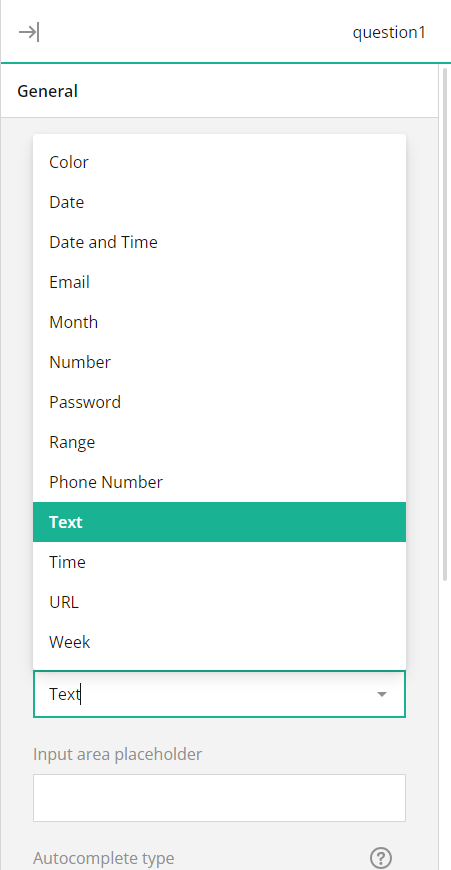 question1
General
Color
Date
Date and Time
Email
Month
Number
Password
Range
Phone Number
Text
Time
URL
Week
Text
Input area placeholder
Autocomplete type
?